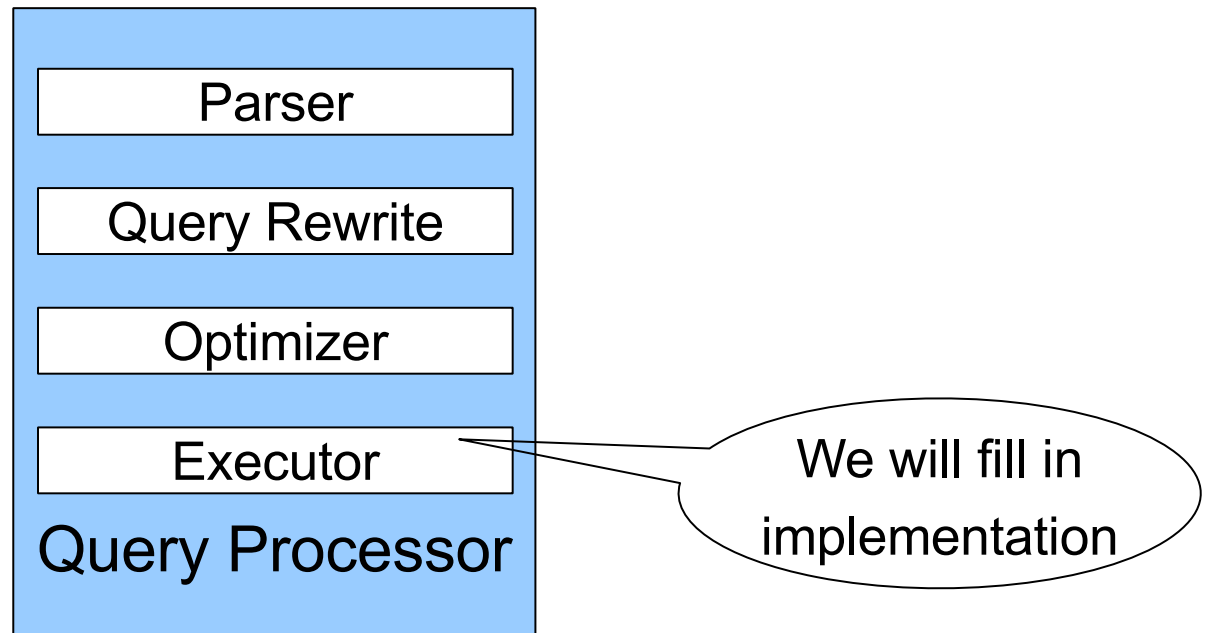 Parser
Query Rewrite
Optimizer
Executor
Query Processor
We will fill in
implementation